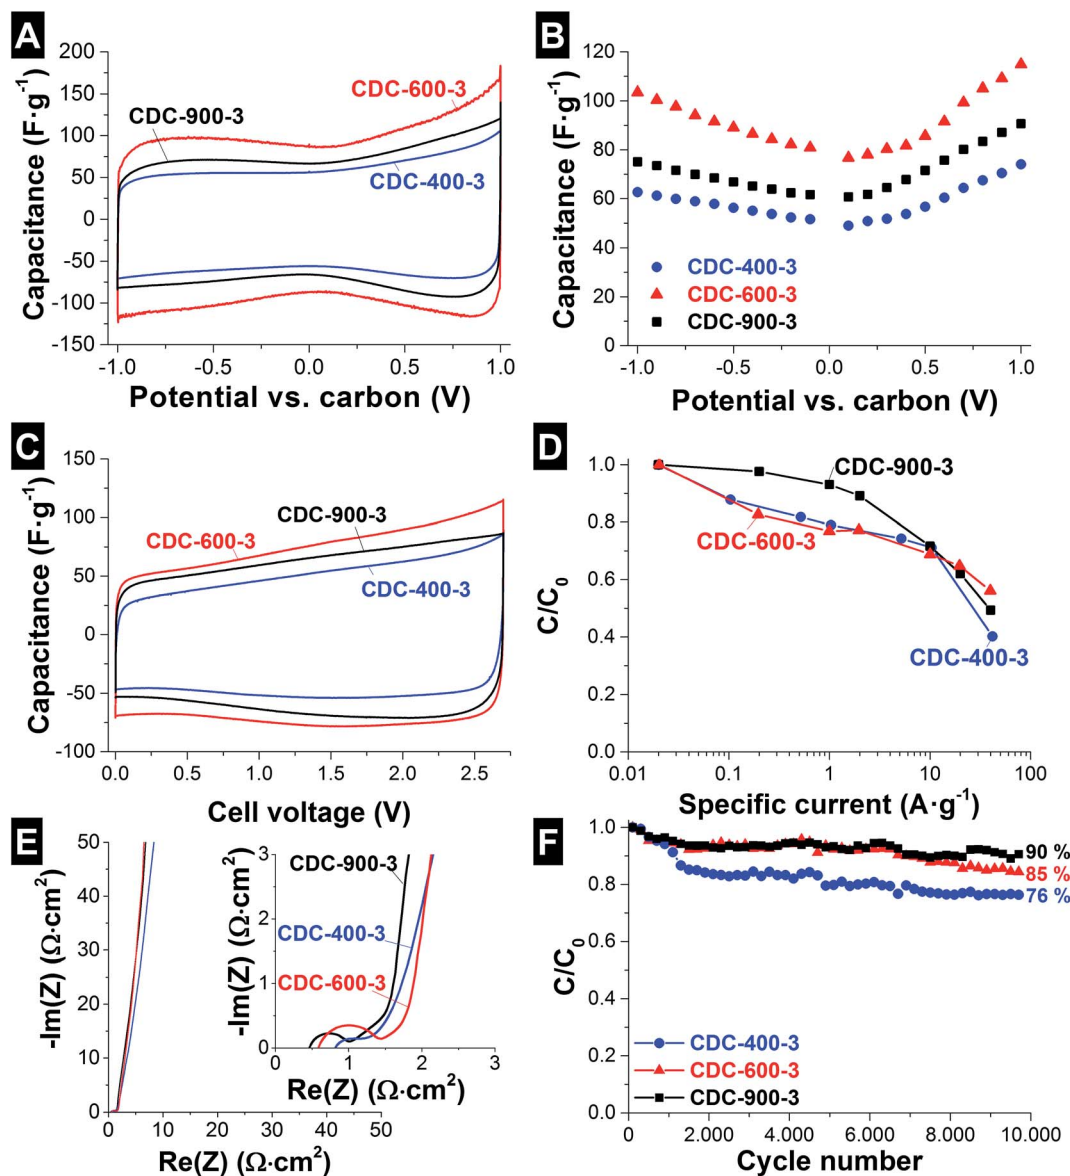 A
Capacitance (F·g⁻¹)
200
150
100
50
0
-50
-100
-150
CDC-600-3
CDC-900-3
CDC-400-3
-1.0
-0.5
0.0
0.5
1.0
Potential vs. carbon (V)
B
Capacitance (F·g⁻¹)
120
100
80
60
40
20
0
CDC-400-3
CDC-600-3
CDC-900-3
-1.0
-0.5
0.0
0.5
1.0
Potential vs. carbon (V)
C
Capacitance (F·g⁻¹)
150
100
50
0
-50
-100
CDC-900-3
CDC-600-3
CDC-400-3
0.0
0.5
1.0
1.5
2.0
2.5
Cell voltage (V)
D
C/C₀
1.0
0.8
0.6
0.4
0.2
0.0
CDC-900-3
CDC-600-3
CDC-400-3
0.01
0.1
1
10
100
Specific current (A·g⁻¹)
E
-Im(Z) (Ω·cm²)
50
40
30
20
10
0
0
10
20
30
40
50
Re(Z) (Ω·cm²)
-Im(Z) (Ω·cm²)
3
2
1
0
CDC-900-3
CDC-400-3
CDC-600-3
0
1
2
3
Re(Z) (Ω·cm²)
F
C/C₀
1.0
0.8
0.6
0.4
0.2
0.0
90 %
85 %
76 %
CDC-400-3
CDC-600-3
CDC-900-3
0
2.000
4.000
6.000
8.000
10.000
Cycle number